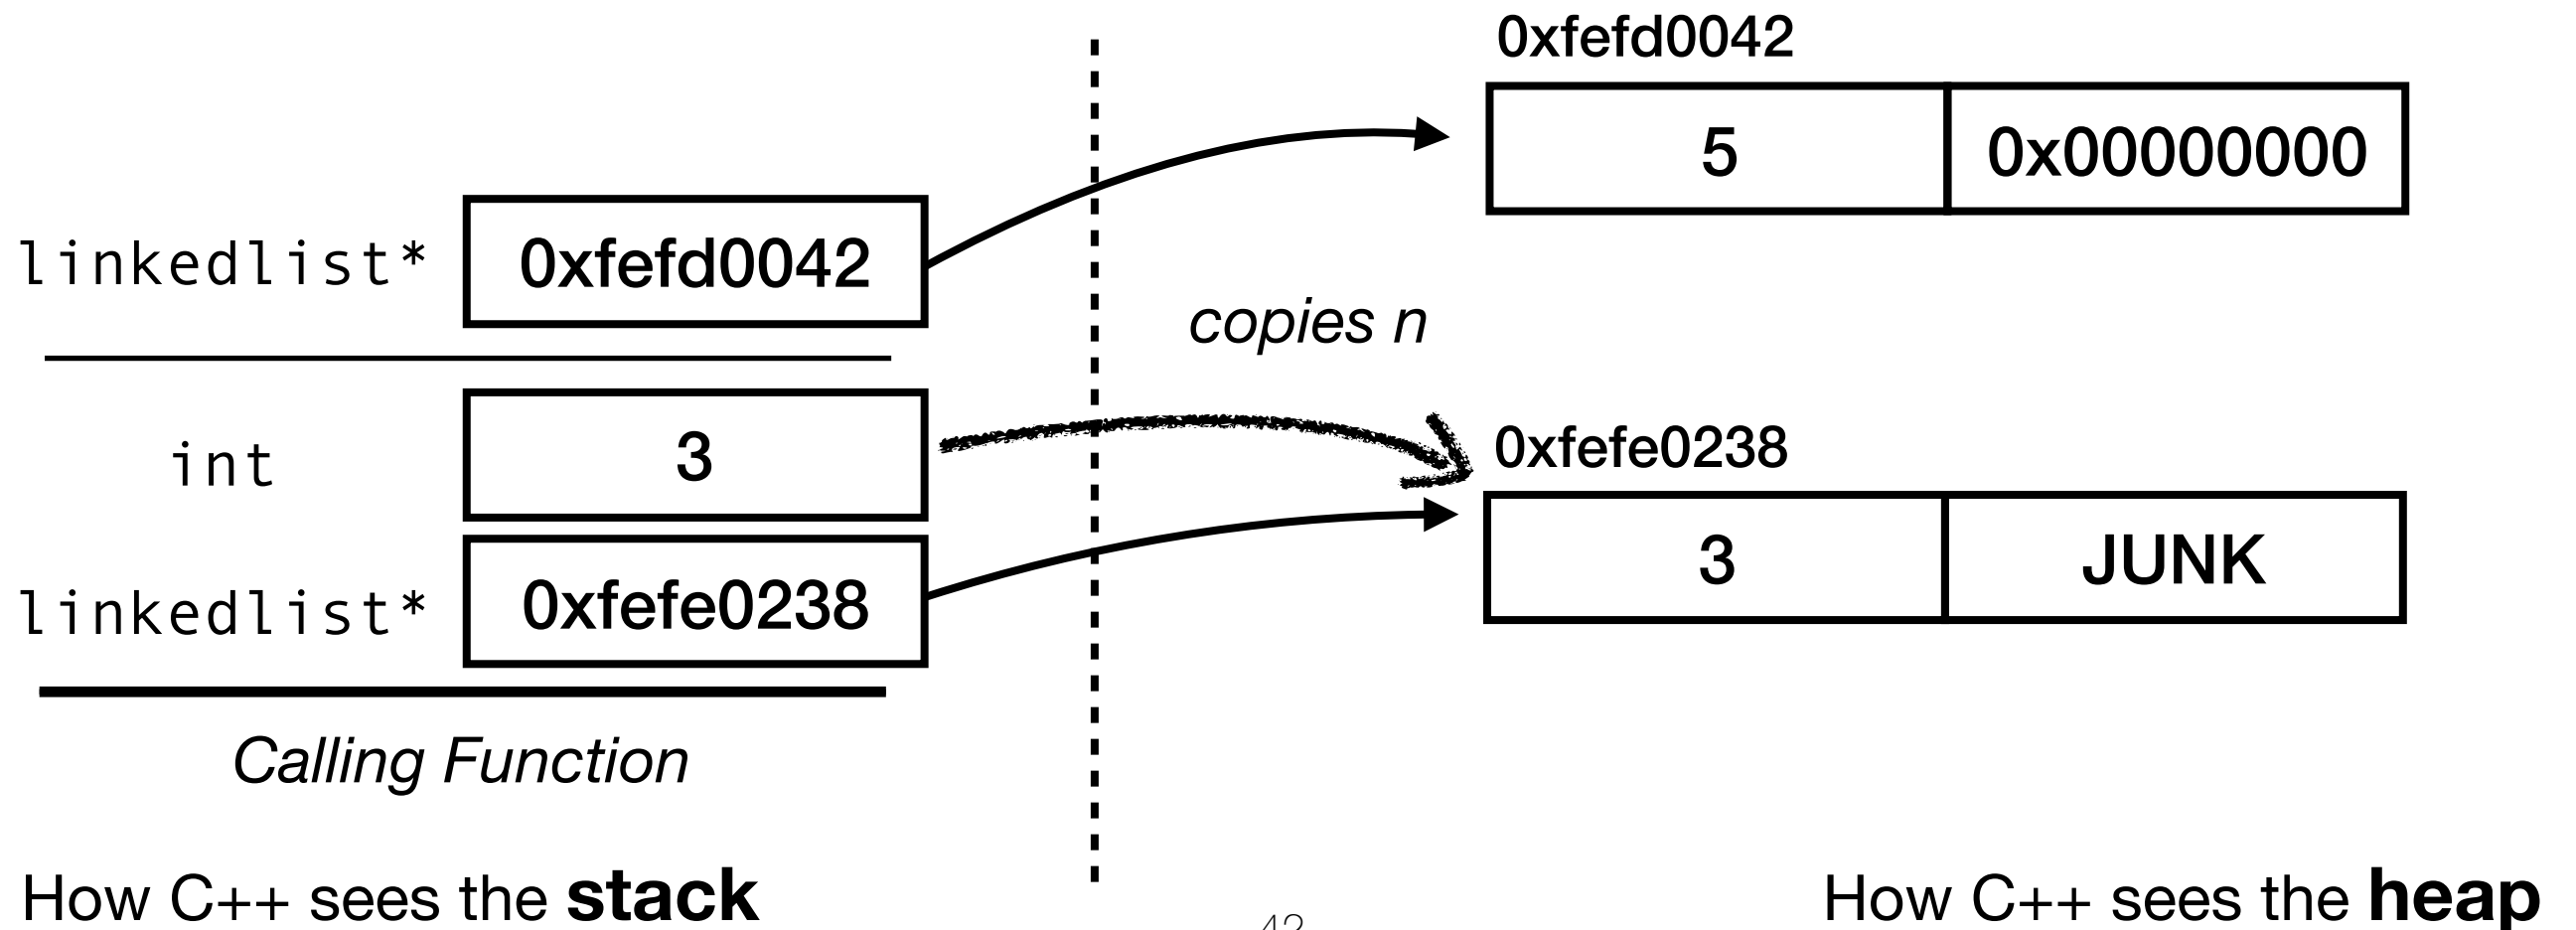 0xfefd0042
5 0x00000000
linkedlist* 0xfefd0042
copies n
int 3
0xfefe0238
3 JUNK
linkedlist* 0xfefe0238
Calling Function
How C++ sees the stack
How C++ sees the heap
42